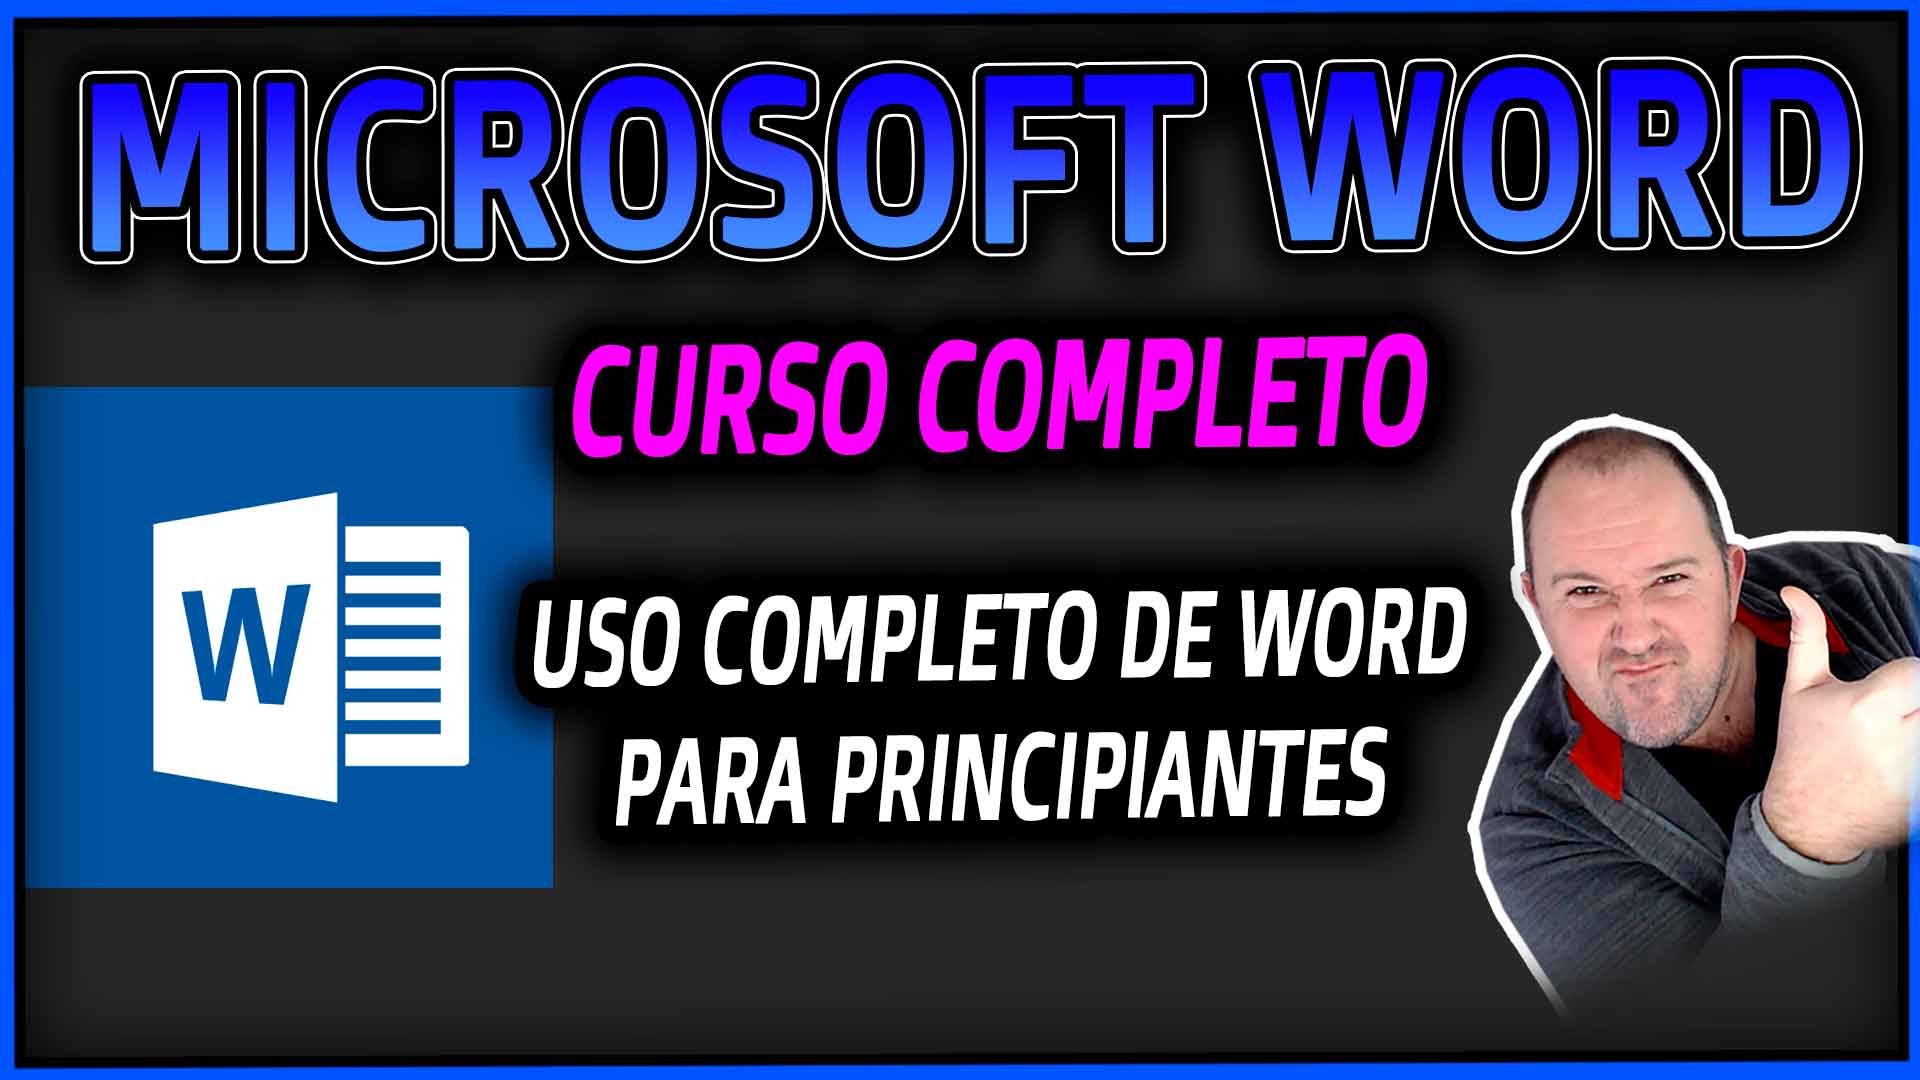 MICROSOFT WORD
CURSO COMPLETO
W
USO COMPLETO DE WORD
PARA PRINCIPIANTES